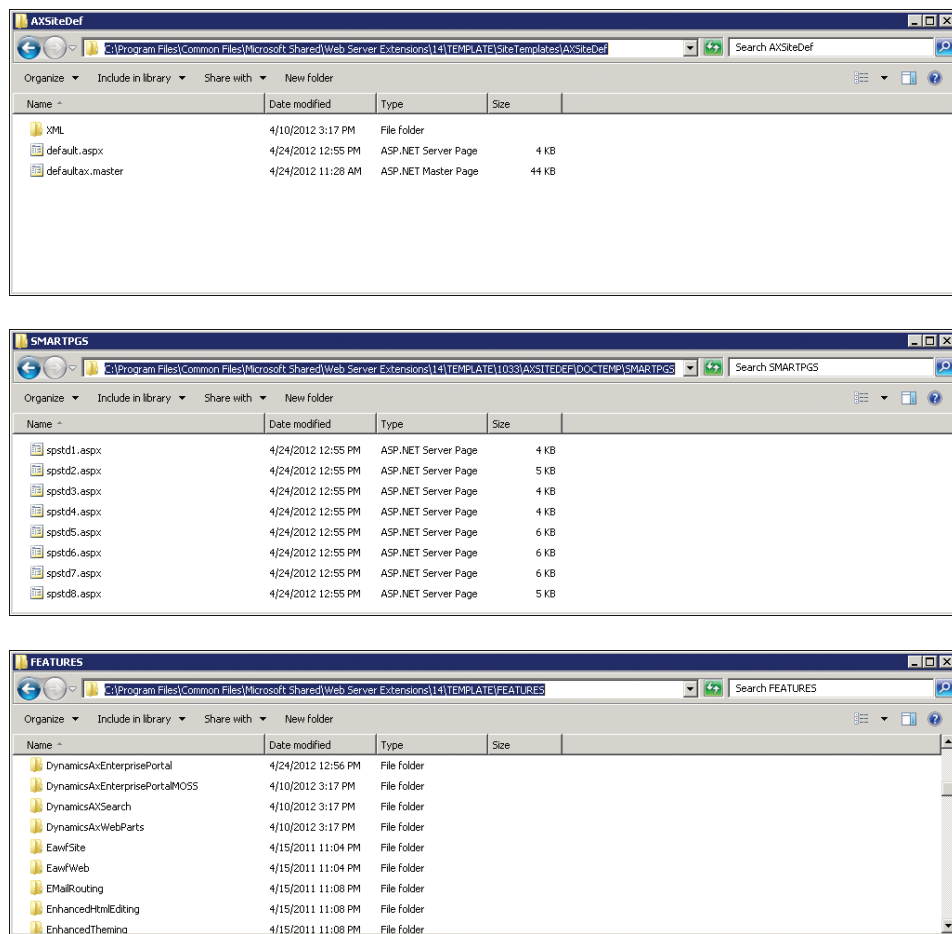 AXSiteDef
C:\Program Files\Common Files\Microsoft Shared\Web Server Extensions\14\TEMPLATE\SiteTemplates\AXSiteDef
Search AXSiteDef
Organize Include in library Share with New folder
Name Date modified Type Size
XML 4/10/2012 3:17 PM File folder
default.aspx 4/24/2012 12:55 PM ASP.NET Server Page 4 KB
defaultax.master 4/24/2012 11:28 AM ASP.NET Master Page 44 KB
SMARTPGS
C:\Program Files\Common Files\Microsoft Shared\Web Server Extensions\14\TEMPLATE\1033\AXSITEDEF\DOCTEMP\SMARTPGS
Search SMARTPGS
Organize Include in library Share with New folder
Name Date modified Type Size
spstd1.aspx 4/24/2012 12:55 PM ASP.NET Server Page 4 KB
spstd2.aspx 4/24/2012 12:55 PM ASP.NET Server Page 5 KB
spstd3.aspx 4/24/2012 12:55 PM ASP.NET Server Page 4 KB
spstd4.aspx 4/24/2012 12:55 PM ASP.NET Server Page 4 KB
spstd5.aspx 4/24/2012 12:55 PM ASP.NET Server Page 6 KB
spstd6.aspx 4/24/2012 12:55 PM ASP.NET Server Page 6 KB
spstd7.aspx 4/24/2012 12:55 PM ASP.NET Server Page 6 KB
spstd8.aspx 4/24/2012 12:55 PM ASP.NET Server Page 5 KB
FEATURES
C:\Program Files\Common Files\Microsoft Shared\Web Server Extensions\14\TEMPLATE\FEATURES
Search FEATURES
Organize Include in library Share with New folder
Name Date modified Type Size
DynamicsAxEnterprisePortal 4/24/2012 12:56 PM File folder
DynamicsAxEnterprisePortalMOSS 4/10/2012 3:17 PM File folder
DynamicsAXSearch 4/10/2012 3:17 PM File folder
DynamicsAxWebParts 4/10/2012 3:17 PM File folder
EawfSite 4/15/2011 11:04 PM File folder
EawfWeb 4/15/2011 11:04 PM File folder
EMailRouting 4/15/2011 11:08 PM File folder
EnhancedHtmlEditing 4/15/2011 11:08 PM File folder
EnhancedTheming 4/15/2011 11:08 PM File folder